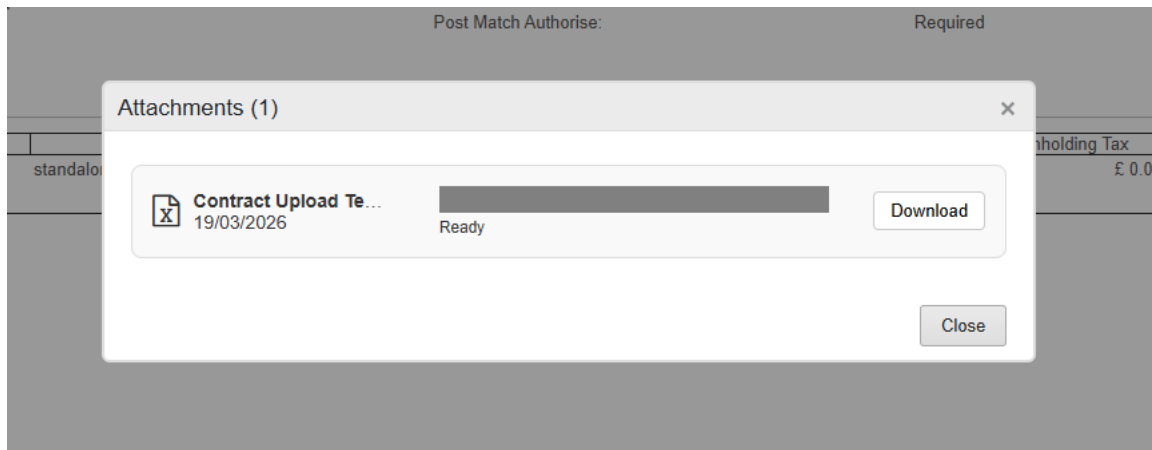 Post Match Authorise: Required
Attachments (1) ×
hholding Tax
standalo £ 0.0
Contract Upload Te...
19/03/2026
Ready
Download
Close